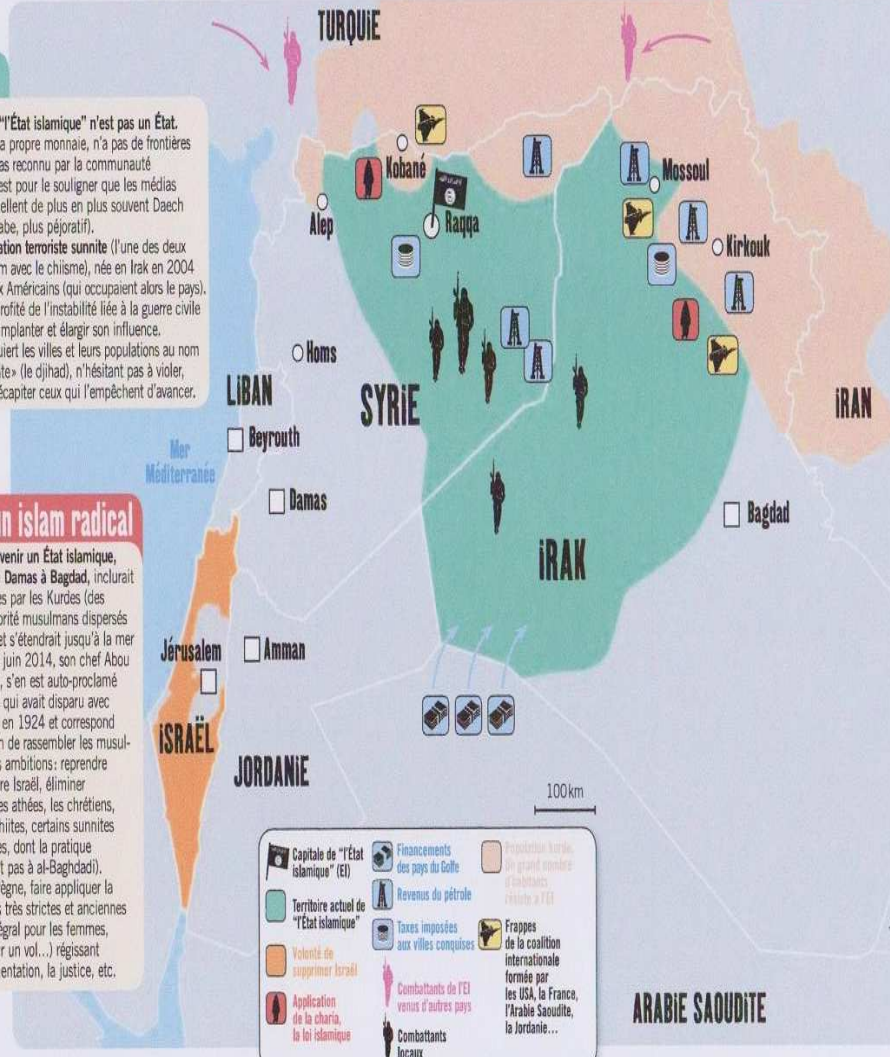 "l'État islamique" n'est pas un État.
a propre monnaie, n'a pas de frontières
as reconnu par la communauté
est pour le souligner que les médias
ellent de plus en plus souvent Daech
abe, plus péjoratif).
ation terroriste sunnite (l'une des deux
m avec le chiisme), née en Irak en 2004
x Américains (qui occupaient alors le pays).
rofité de l'instabilité liée à la guerre civile
implanter et élargir son influence.
uiert les villes et leurs populations au nom
te» (le djihad), n'hésitant pas à violer,
écapiter ceux qui l'empêchent d'avancer.
un islam radical
venir un État islamique,
Damas à Bagdad, inclurait
es par les Kurdes (des
orité musulmans dispersés
et s'étendrait jusqu'à la mer
juin 2014, son chef Abou
, s'en est auto-proclamé
qui avait disparu avec
en 1924 et correspond
n de rassembler les musul-
s ambitions: reprendre
re Israël, éliminer
es athées, les chrétiens,
hiites, certains sunnites
es, dont la pratique
t pas à al-Baghdadi).
ègne, faire appliquer la
s très strictes et anciennes
égral pour les femmes,
r un vol...) régissant
entation, la justice, etc.
TURQUIE
Kobané
Mossoul
Alep
Raqqa
Kirkouk
Homs
LIBAN
SYRIE
IRAN
Beyrouth
Mer
Méditerranée
Damas
Bagdad
IRAK
Jérusalem
Amman
ISRAËL
JORDANIE
100 km
ARABIE SAOUDITE
Capitale de "l'État
islamique" (EI)
Territoire actuel de
"l'État islamique"
Volonté de
supprimer Israël
Application
de la charia,
la loi islamique
Financements
des pays du Golfe
Revenus du pétrole
Taxes imposées
aux villes conquises
Combattants de l'EI
venus d'autres pays
Combattants
locaux
Population kurde.
Un grand nombre
d'habitants
résiste à l'EI
Frappes
de la coalition
internationale
formée par
les USA, la France,
l'Arabie Saoudite,
la Jordanie...